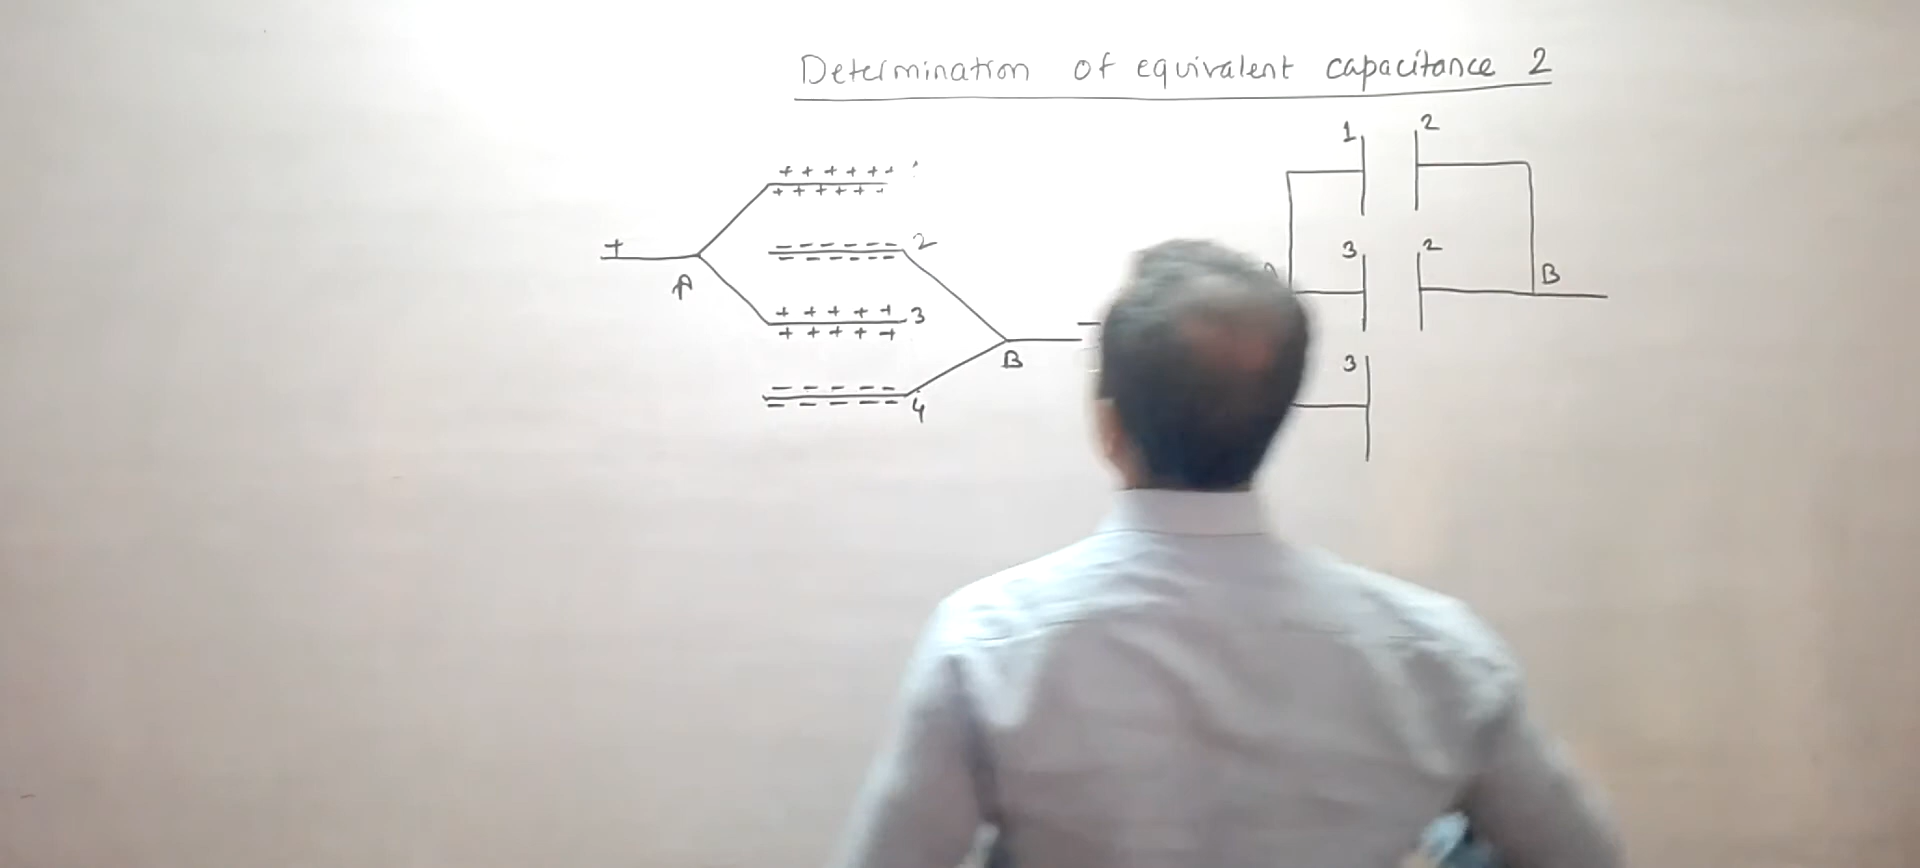 Determination of equivalent capacitance 2
+ + + + + +
+ + + + + +
+
A
- - - - - - 2
- - - - - -
+ + + + + 3
+ + + + +
B
-
- - - - -
- - - - - 4
1 2
3 2
B
3